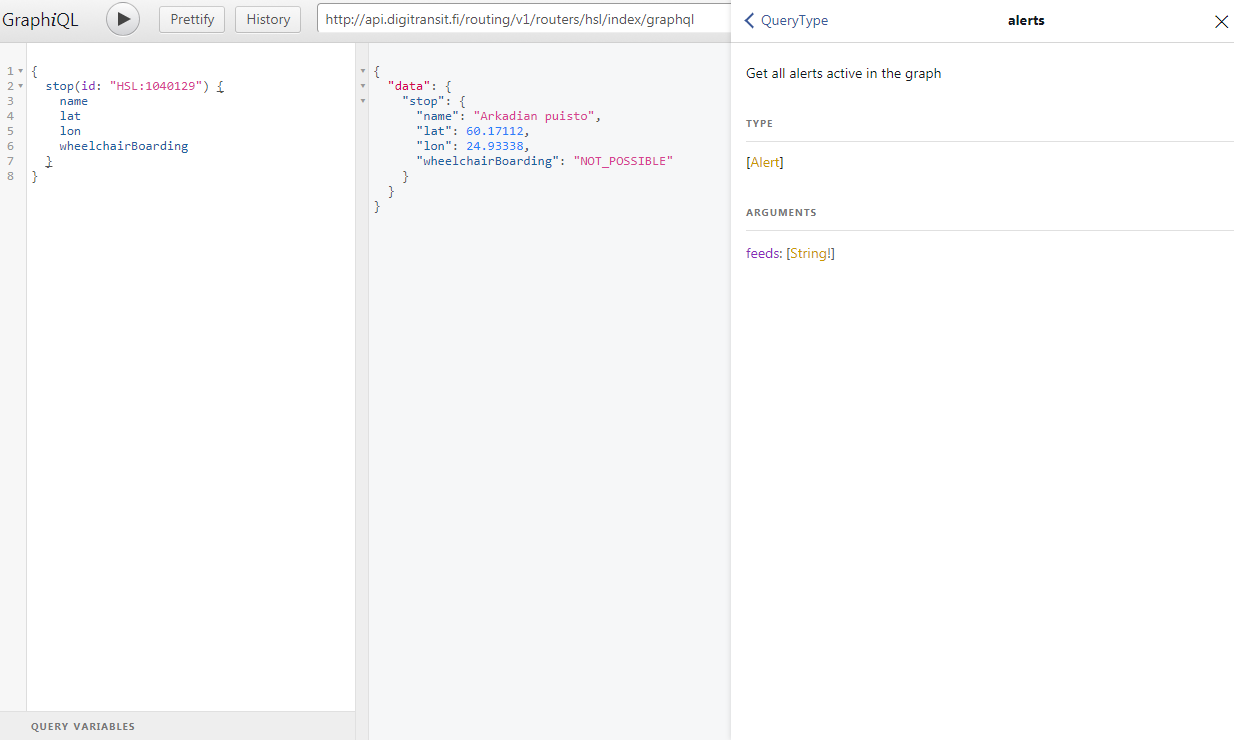 GraphiQL Prettify History http://api.digitransit.fi/routing/v1/routers/hsl/index/graphql
1 {
2 stop(id: "HSL:1040129") {
3 name
4 lat
5 lon
6 wheelchairBoarding
7 }
8 }
QUERY VARIABLES
{
"data": {
"stop": {
"name": "Arkadian puisto",
"lat": 60.17112,
"lon": 24.93338,
"wheelchairBoarding": "NOT_POSSIBLE"
}
}
}
QueryType alerts
Get all alerts active in the graph
TYPE
[Alert]
ARGUMENTS
feeds: [String!]